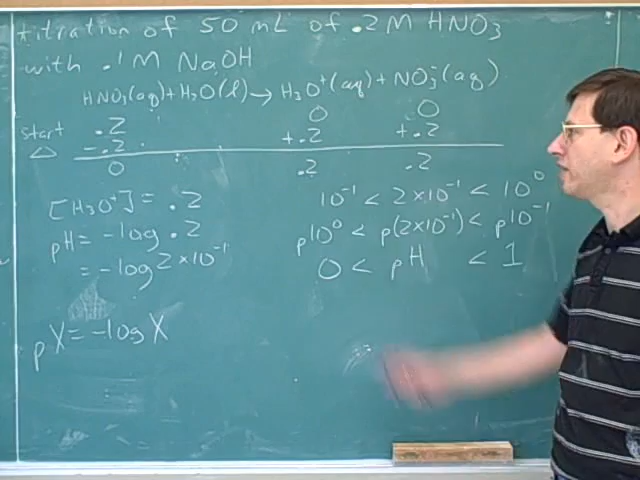 titration of 50 mL of .2M HNO₃
with .1M NaOH
HNO₃(aq)+H₂O(l)→H₃O⁺(aq)+NO₃⁻(aq)
start .2 0 0
△ -.2 +.2 +.2
0 .2 .2
[H₃O⁺]= .2
pH= -log .2
= -log 2×10⁻¹
pX= -log X
10⁻¹ < 2×10⁻¹ < 10⁰
p10⁰ < p(2×10⁻¹) < p10⁻¹
0 < pH < 1